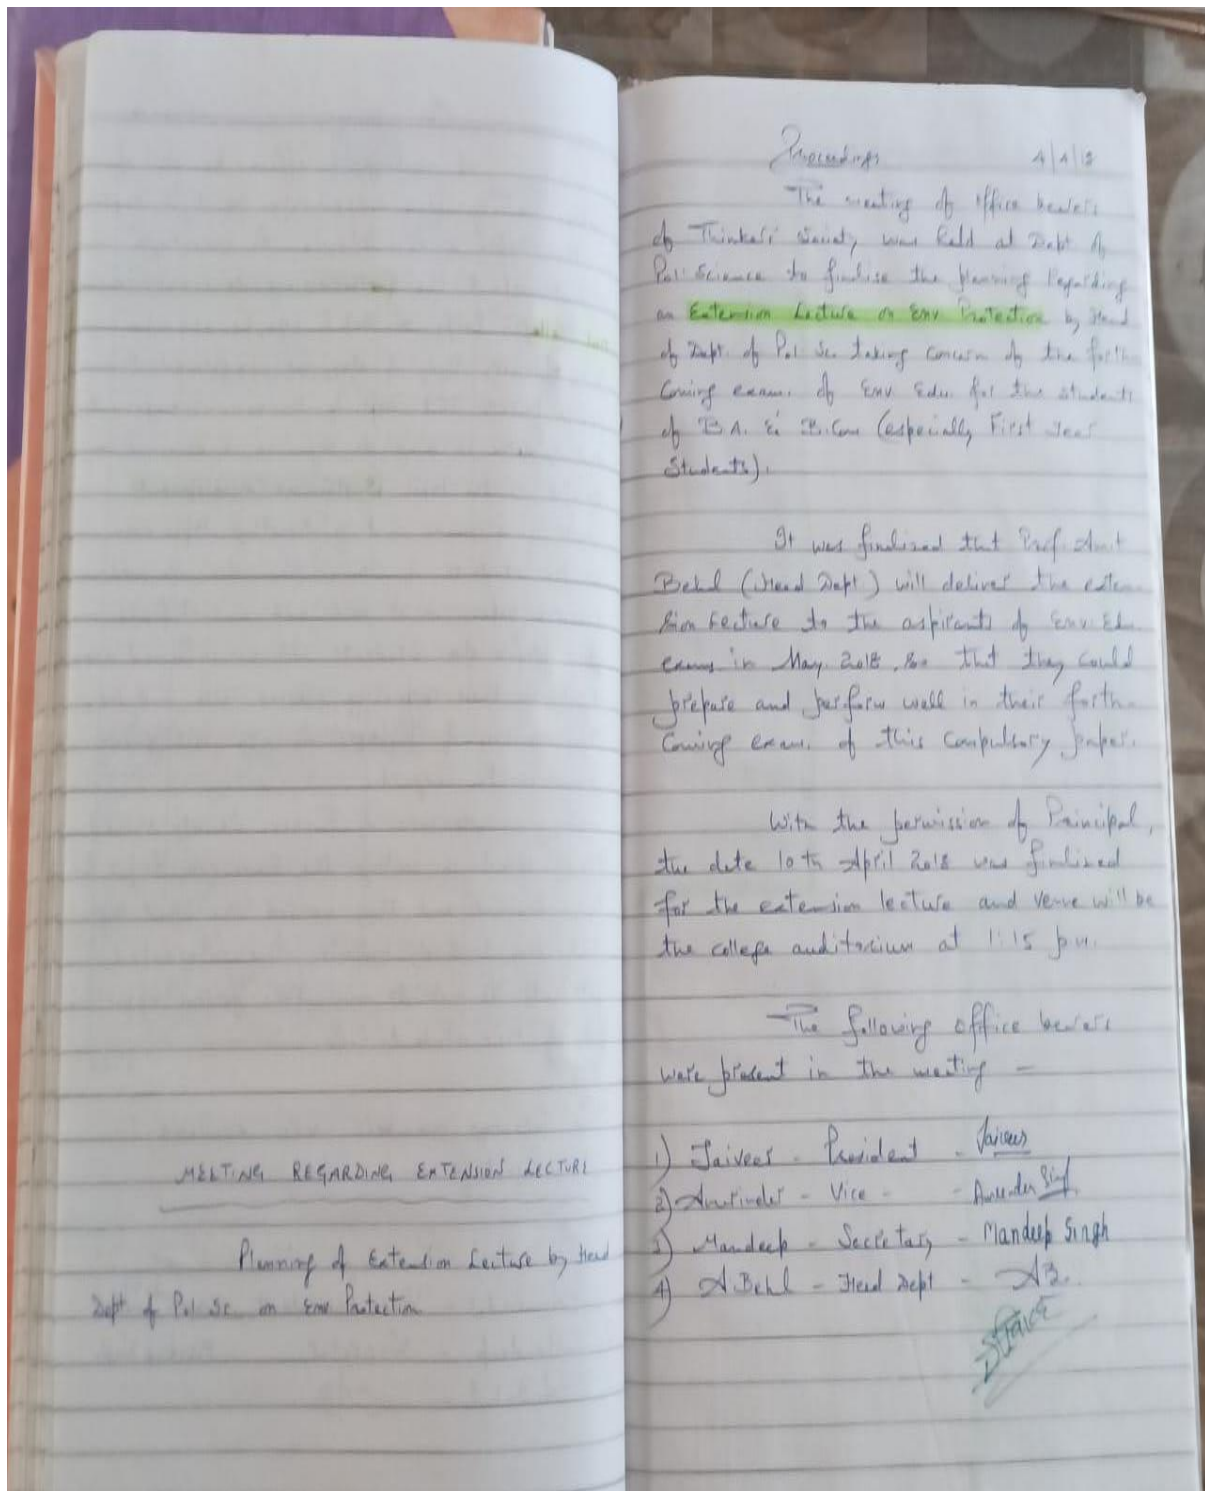 MEETING REGARDING EXTENSION LECTURE
Planning of Extension Lecture by Head
Dept of Pol Sc. on Env Protection
Proceedings 4/4/18
The meeting of office bearers
of Thinkers' Society was held at Dept of
Pol. Science to finalise the planning regarding
an Extension Lecture on Env Protection by Head
of Dept. of Pol. Sc. taking concern of the forth
coming exam. of Env Edu. for the students
of B.A. & B.Com (especially First Year
Students).
It was finalised that Prof. Amit
Behl (Head Dept) will deliver the exten-
sion lecture to the aspirants of Env. Ed.
exams in May 2018, so that they could
prepare and perform well in their forth-
coming exam. of this compulsory paper.
With the permission of Principal,
the date 10th April 2018 was finalised
for the extension lecture and venue will be
the college auditorium at 1:15 p.m.
The following office bearers
were present in the meeting –
1) Jaiveer - President - Jaiveer
2) Amrinder - Vice - - Amrinder Singh
3) Mandeep - Secretary - Mandeep Singh
4) A. Behl - Head Dept - AB.